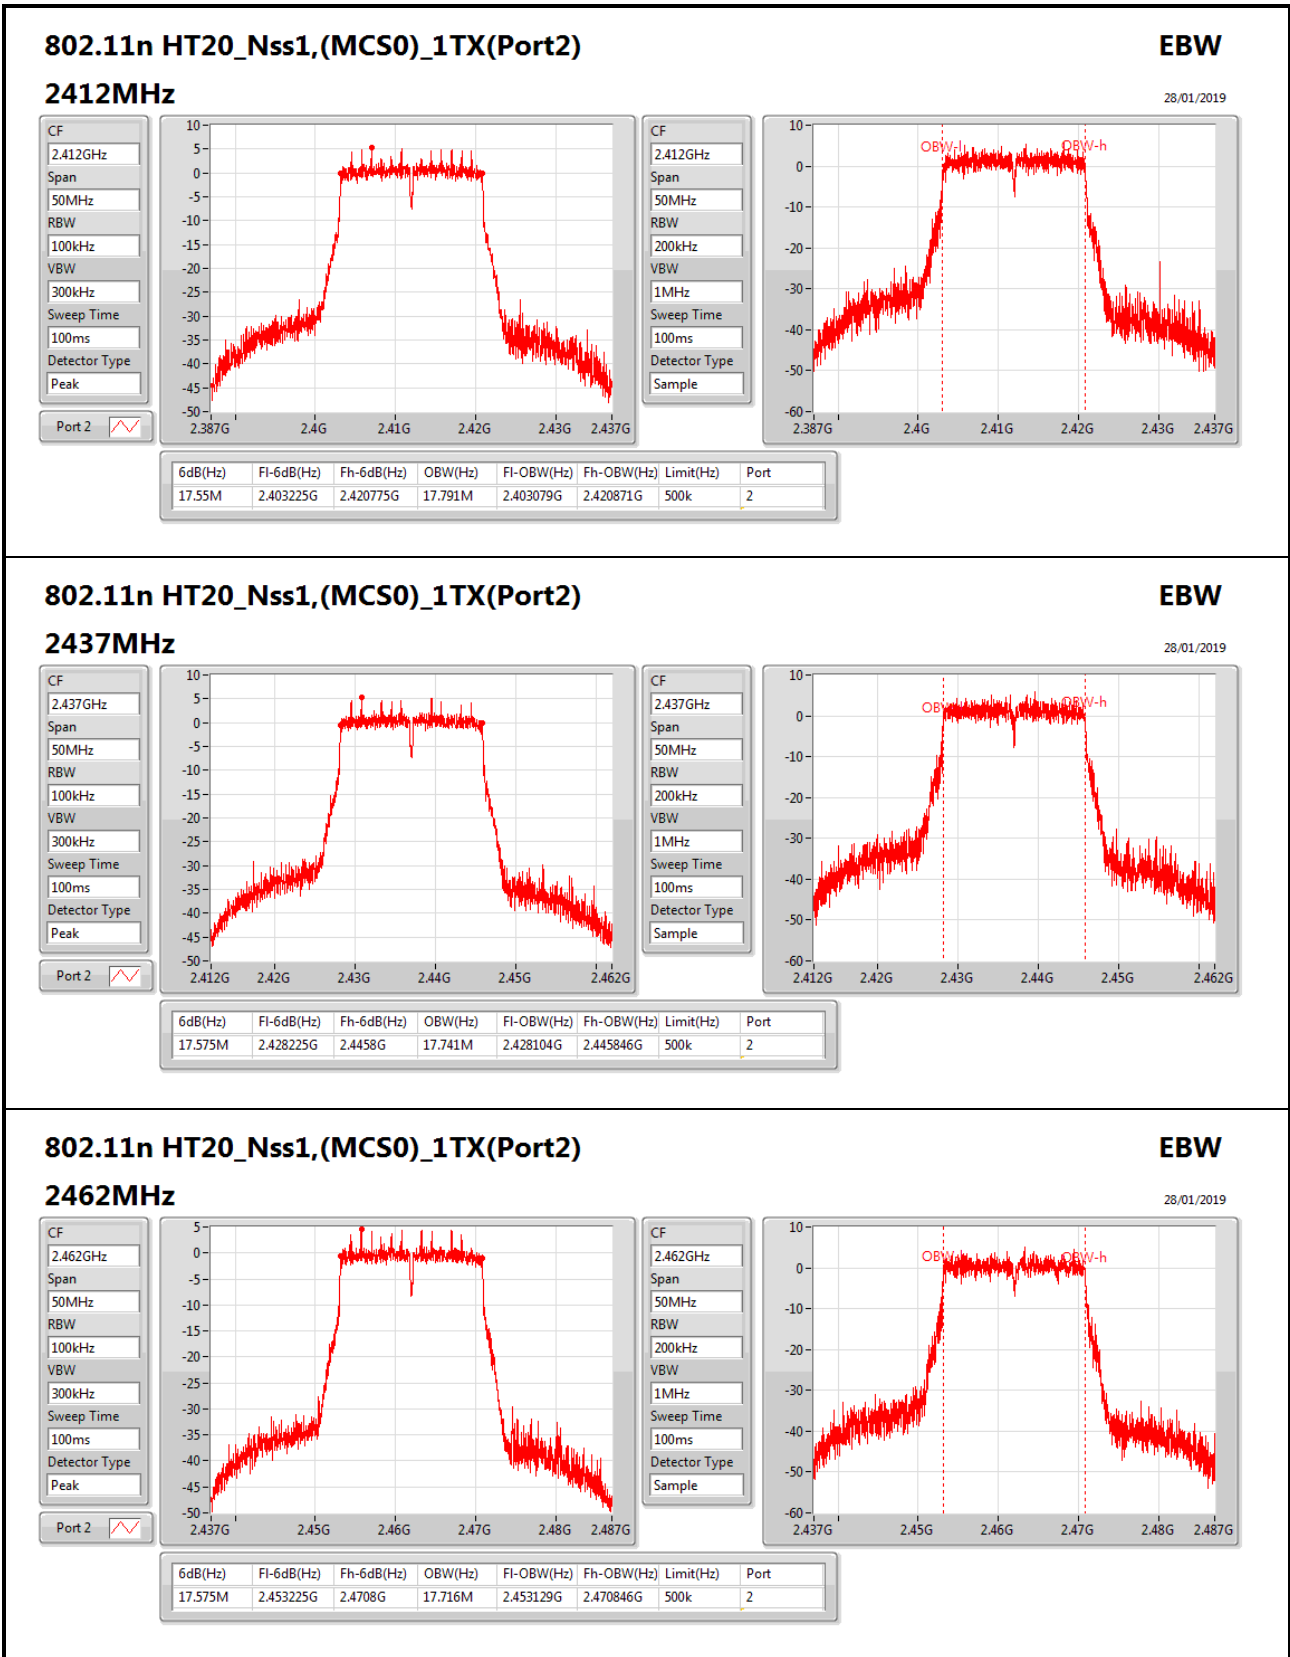 802.11n HT20_Nss1,(MCS0)_1TX(Port2) EBW
2412MHz 28/01/2019
CF
2.412GHz
Span
50MHz
RBW
100kHz
VBW
300kHz
Sweep Time
100ms
Detector Type
Peak
Port 2
10
5
0
-5
-10
-15
-20
-25
-30
-35
-40
-45
-50
2.387G 2.4G 2.41G 2.42G 2.43G 2.437G
CF
2.412GHz
Span
50MHz
RBW
200kHz
VBW
1MHz
Sweep Time
100ms
Detector Type
Sample
10
0
-10
-20
-30
-40
-50
-60
OBW-l OBW-h
2.387G 2.4G 2.41G 2.42G 2.43G 2.437G
6dB(Hz) Fl-6dB(Hz) Fh-6dB(Hz) OBW(Hz) Fl-OBW(Hz) Fh-OBW(Hz) Limit(Hz) Port
17.55M 2.403225G 2.420775G 17.791M 2.403079G 2.420871G 500k 2
802.11n HT20_Nss1,(MCS0)_1TX(Port2) EBW
2437MHz 28/01/2019
CF
2.437GHz
Span
50MHz
RBW
100kHz
VBW
300kHz
Sweep Time
100ms
Detector Type
Peak
Port 2
10
5
0
-5
-10
-15
-20
-25
-30
-35
-40
-45
-50
2.412G 2.42G 2.43G 2.44G 2.45G 2.462G
CF
2.437GHz
Span
50MHz
RBW
200kHz
VBW
1MHz
Sweep Time
100ms
Detector Type
Sample
10
0
-10
-20
-30
-40
-50
-60
OBW-h
2.412G 2.42G 2.43G 2.44G 2.45G 2.462G
6dB(Hz) Fl-6dB(Hz) Fh-6dB(Hz) OBW(Hz) Fl-OBW(Hz) Fh-OBW(Hz) Limit(Hz) Port
17.575M 2.428225G 2.4458G 17.741M 2.428104G 2.445846G 500k 2
802.11n HT20_Nss1,(MCS0)_1TX(Port2) EBW
2462MHz 28/01/2019
CF
2.462GHz
Span
50MHz
RBW
100kHz
VBW
300kHz
Sweep Time
100ms
Detector Type
Peak
Port 2
5
0
-5
-10
-15
-20
-25
-30
-35
-40
-45
-50
2.437G 2.45G 2.46G 2.47G 2.48G 2.487G
CF
2.462GHz
Span
50MHz
RBW
200kHz
VBW
1MHz
Sweep Time
100ms
Detector Type
Sample
10
0
-10
-20
-30
-40
-50
-60
OBW-h
2.437G 2.45G 2.46G 2.47G 2.48G 2.487G
6dB(Hz) Fl-6dB(Hz) Fh-6dB(Hz) OBW(Hz) Fl-OBW(Hz) Fh-OBW(Hz) Limit(Hz) Port
17.575M 2.453225G 2.4708G 17.716M 2.453129G 2.470846G 500k 2